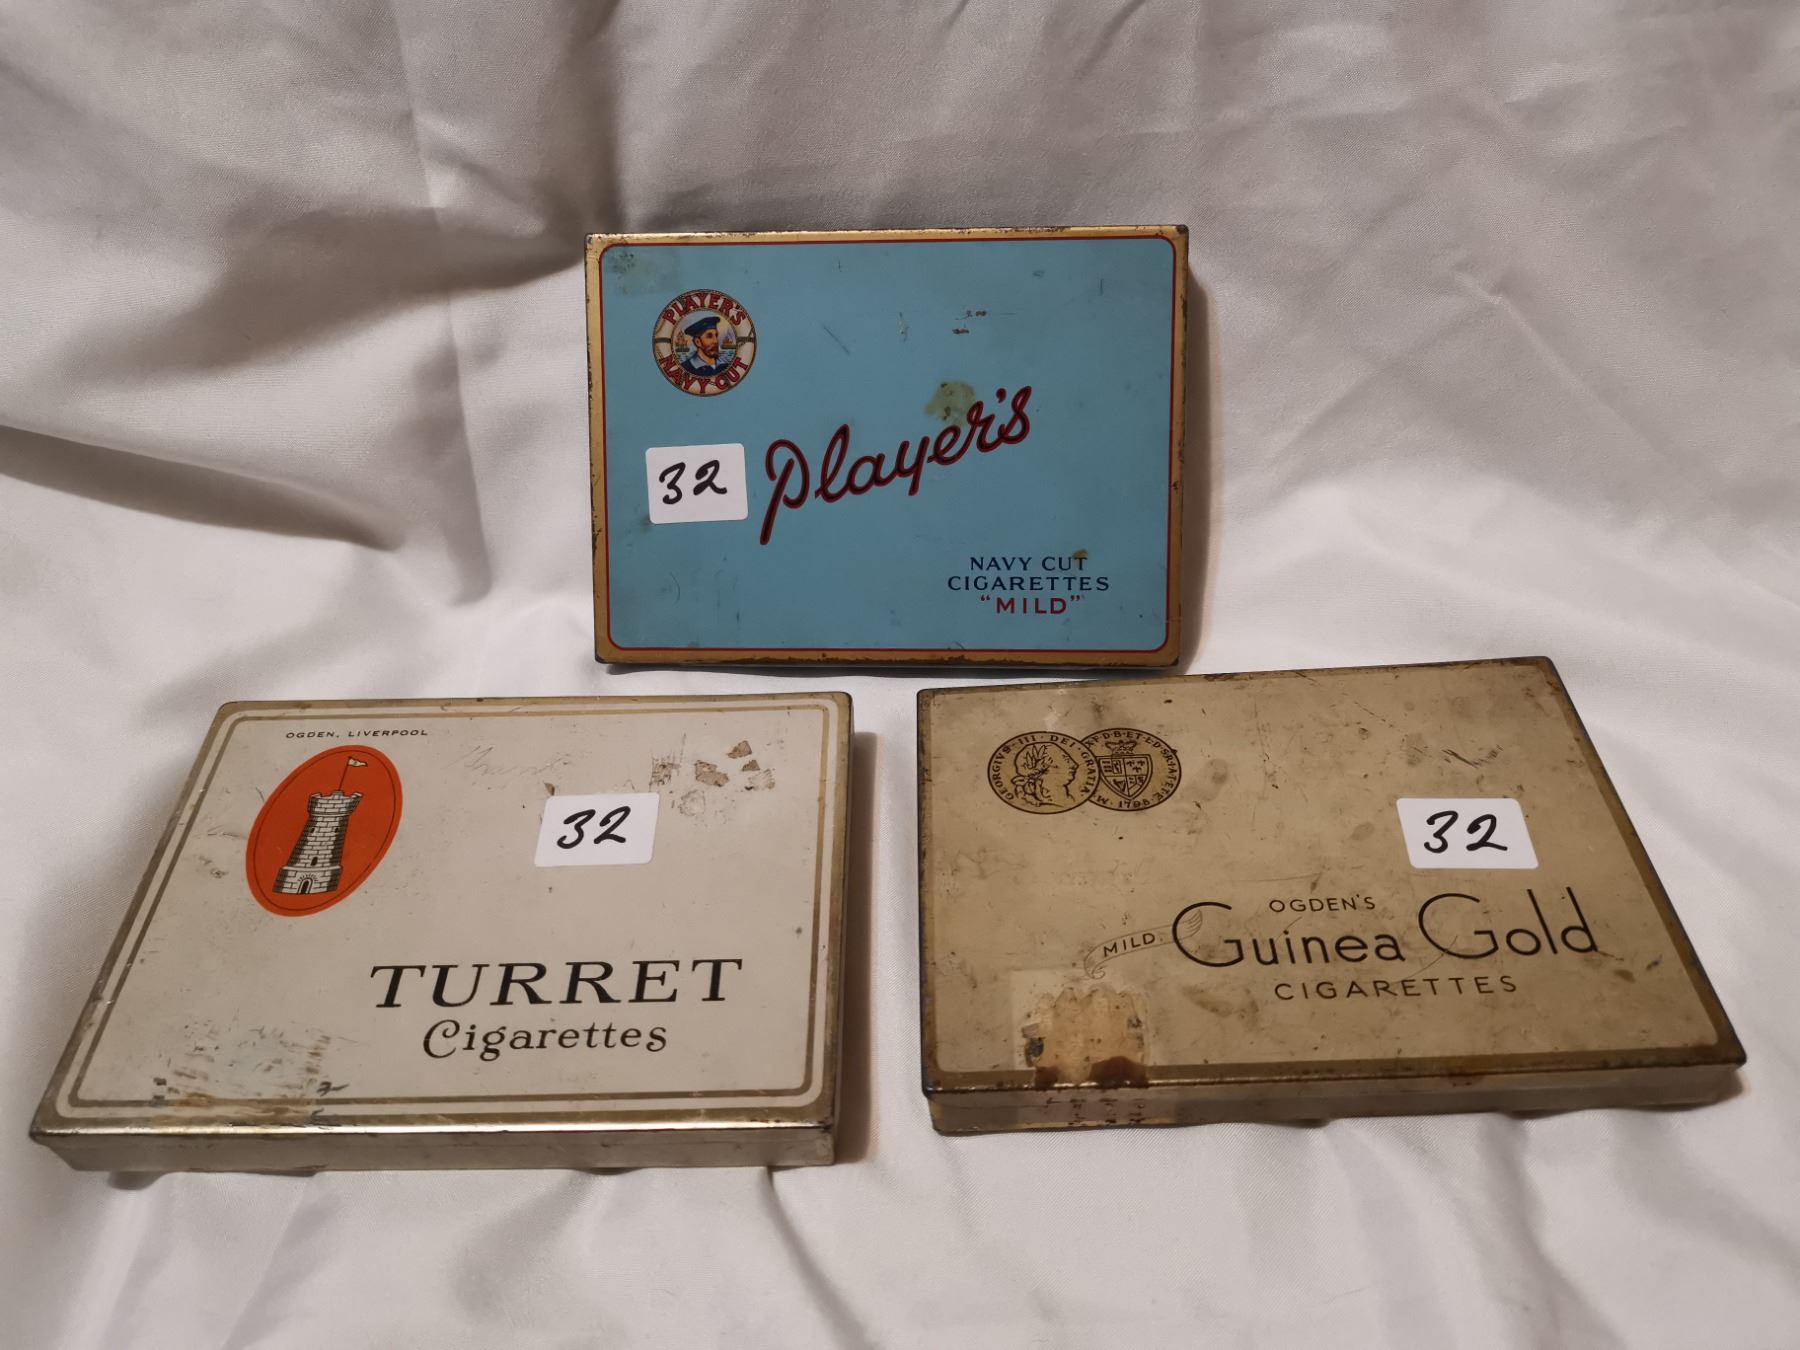 PLAYER'S
NAVY CUT
32
Player's
NAVY CUT
CIGARETTES
"MILD"
OGDEN, LIVERPOOL
32
TURRET
Cigarettes
GEORGIVS·III·DEI·GRATIA·
1798
32
OGDEN'S
MILD
Guinea Gold
CIGARETTES